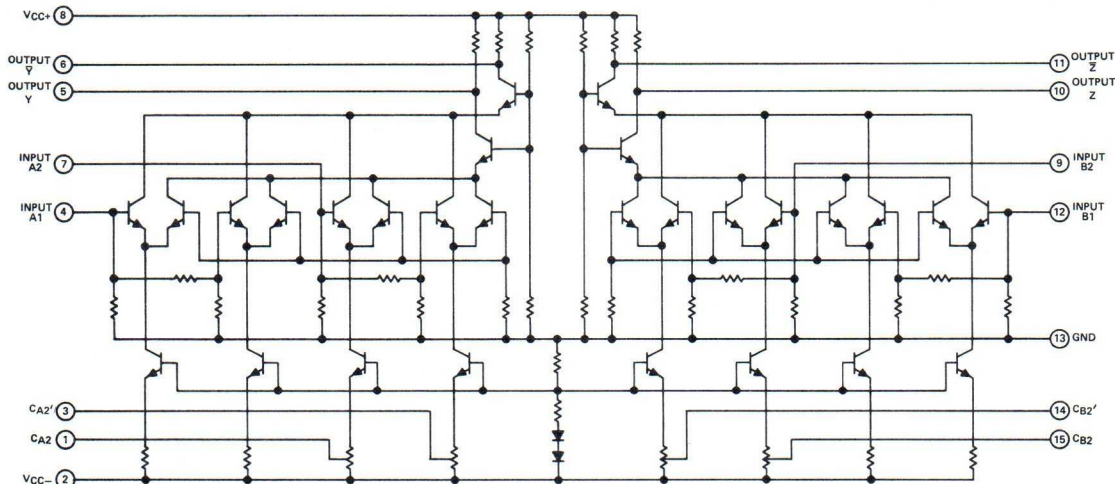 VCC+ 8
OUTPUT
Y̅ 6
OUTPUT
Y 5
INPUT
A2 7
INPUT
A1 4
CA2' 3
CA2 1
VCC− 2
11 OUTPUT
Z̅
10 OUTPUT
Z
9 INPUT
B2
12 INPUT
B1
13 GND
14 CB2'
15 CB2